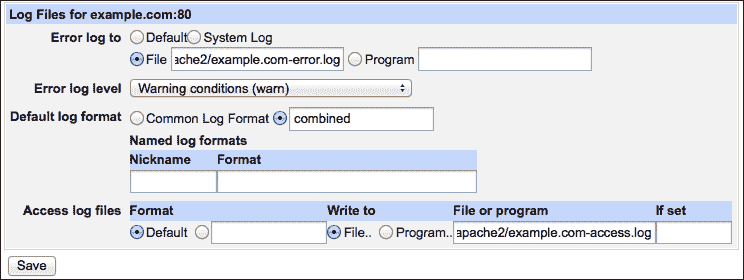 Log Files for example.com:80
Error log to Default System Log
File ache2/example.com-error.log Program
Error log level Warning conditions (warn)
Default log format Common Log Format combined
Named log formats
Nickname Format
Access log files Format Write to File or program If set
Default File.. Program.. apache2/example.com-access.log
Save